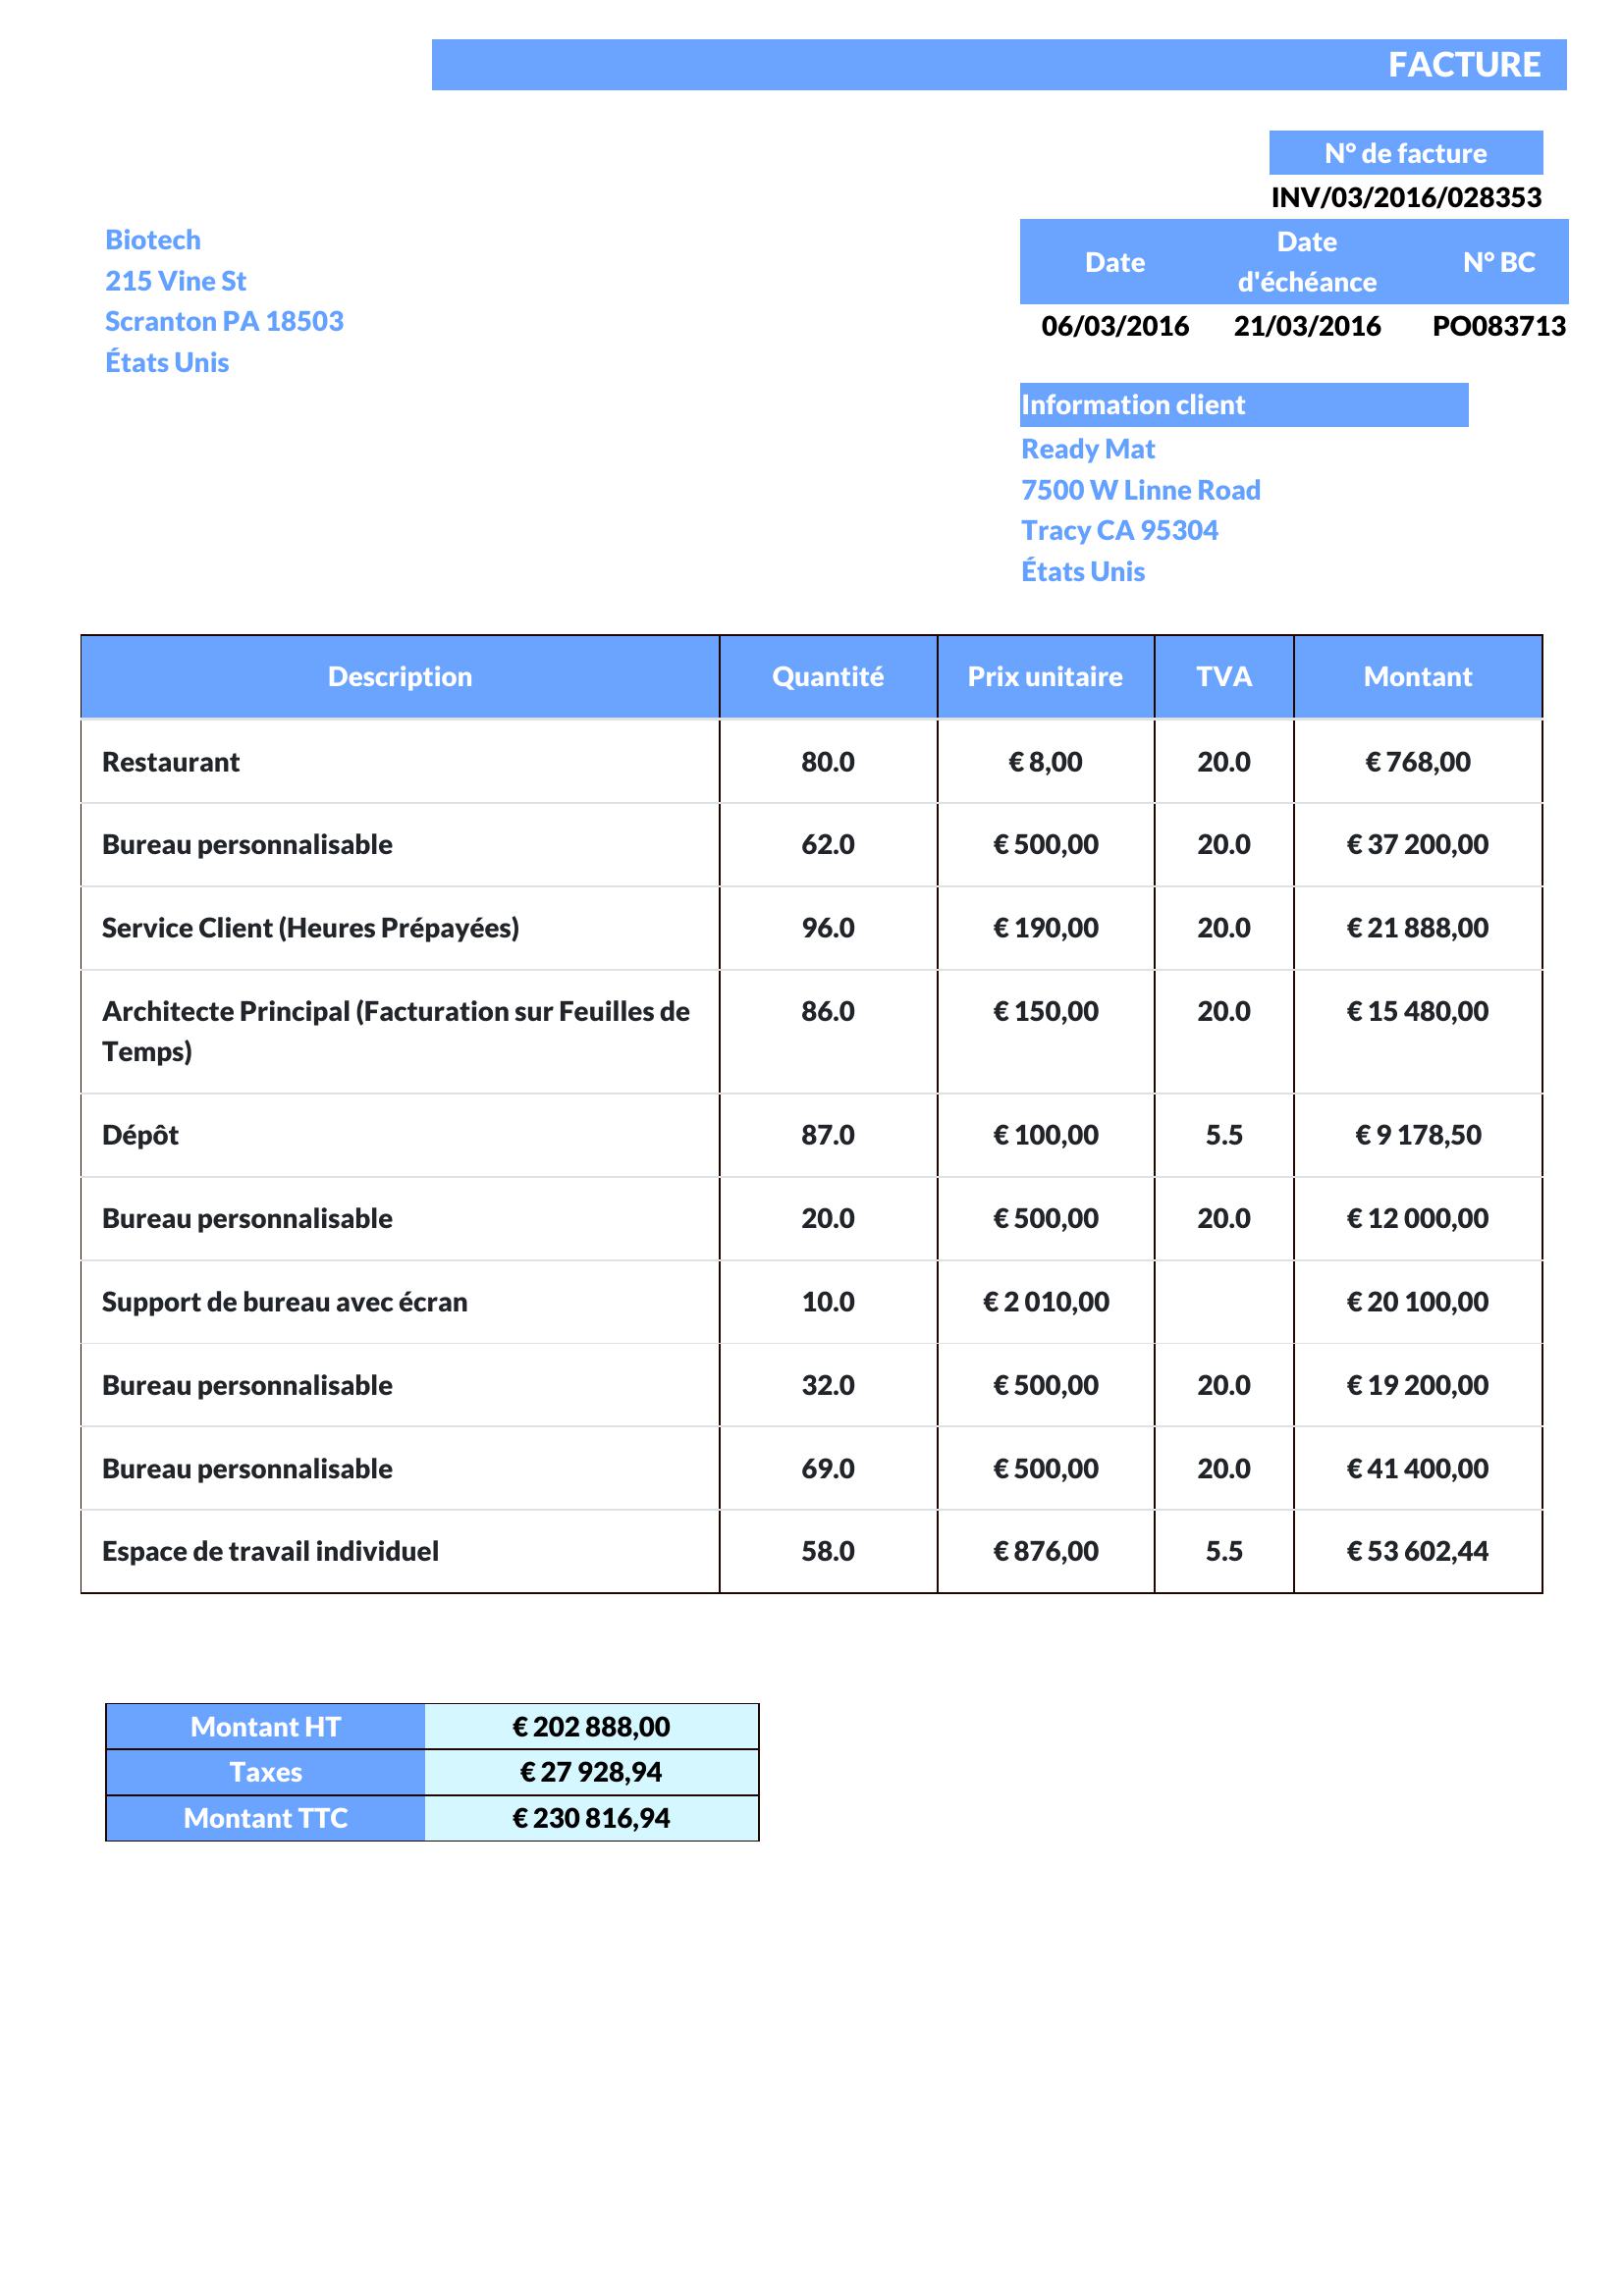 FACTURE
N° de facture
INV/03/2016/028353
Biotech
215 Vine St
Scranton PA 18503
États Unis
Date Date d'échéance N° BC
06/03/2016 21/03/2016 PO083713
Information client
Ready Mat
7500 W Linne Road
Tracy CA 95304
États Unis
Description Quantité Prix unitaire TVA Montant
Restaurant 80.0 € 8,00 20.0 € 768,00
Bureau personnalisable 62.0 € 500,00 20.0 € 37 200,00
Service Client (Heures Prépayées) 96.0 € 190,00 20.0 € 21 888,00
Architecte Principal (Facturation sur Feuilles de 86.0 € 150,00 20.0 € 15 480,00
Temps)
Dépôt 87.0 € 100,00 5.5 € 9 178,50
Bureau personnalisable 20.0 € 500,00 20.0 € 12 000,00
Support de bureau avec écran 10.0 € 2 010,00 € 20 100,00
Bureau personnalisable 32.0 € 500,00 20.0 € 19 200,00
Bureau personnalisable 69.0 € 500,00 20.0 € 41 400,00
Espace de travail individuel 58.0 € 876,00 5.5 € 53 602,44
Montant HT € 202 888,00
Taxes € 27 928,94
Montant TTC € 230 816,94